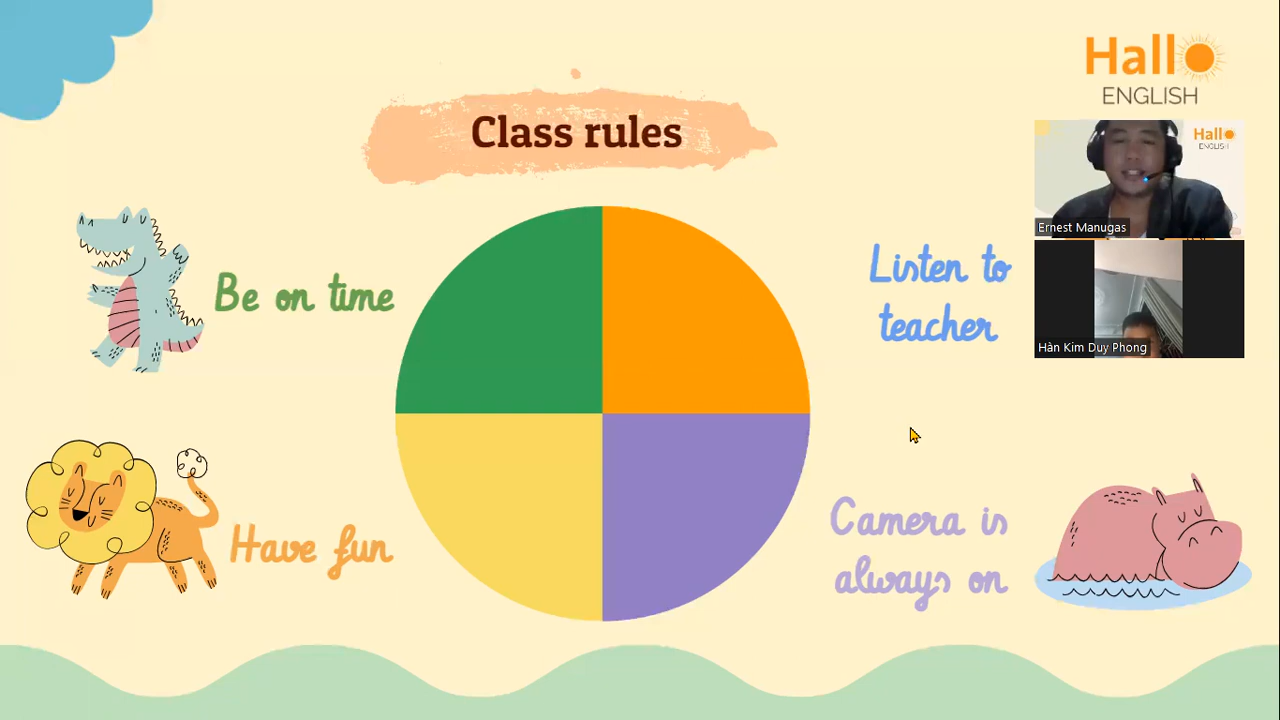 Hallo
ENGLISH
Class rules
Hallo
ENGLISH
Ernest Manugas
Be on time
Listen to
teacher
Hàn Kim Duy Phong
Have fun
Camera is
always on